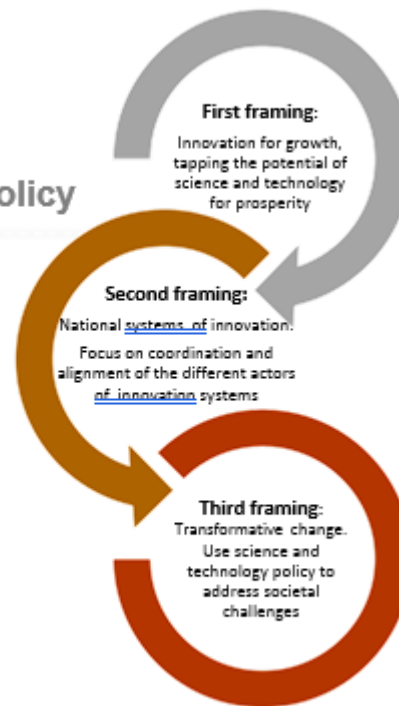 First framing:
Innovation for growth,
tapping the potential of
science and technology
for prosperity
olicy
Second framing:
National systems of innovation.
Focus on coordination and
alignment of the different actors
of innovation systems
Third framing:
Transformative change.
Use science and
technology policy to
address societal
challenges